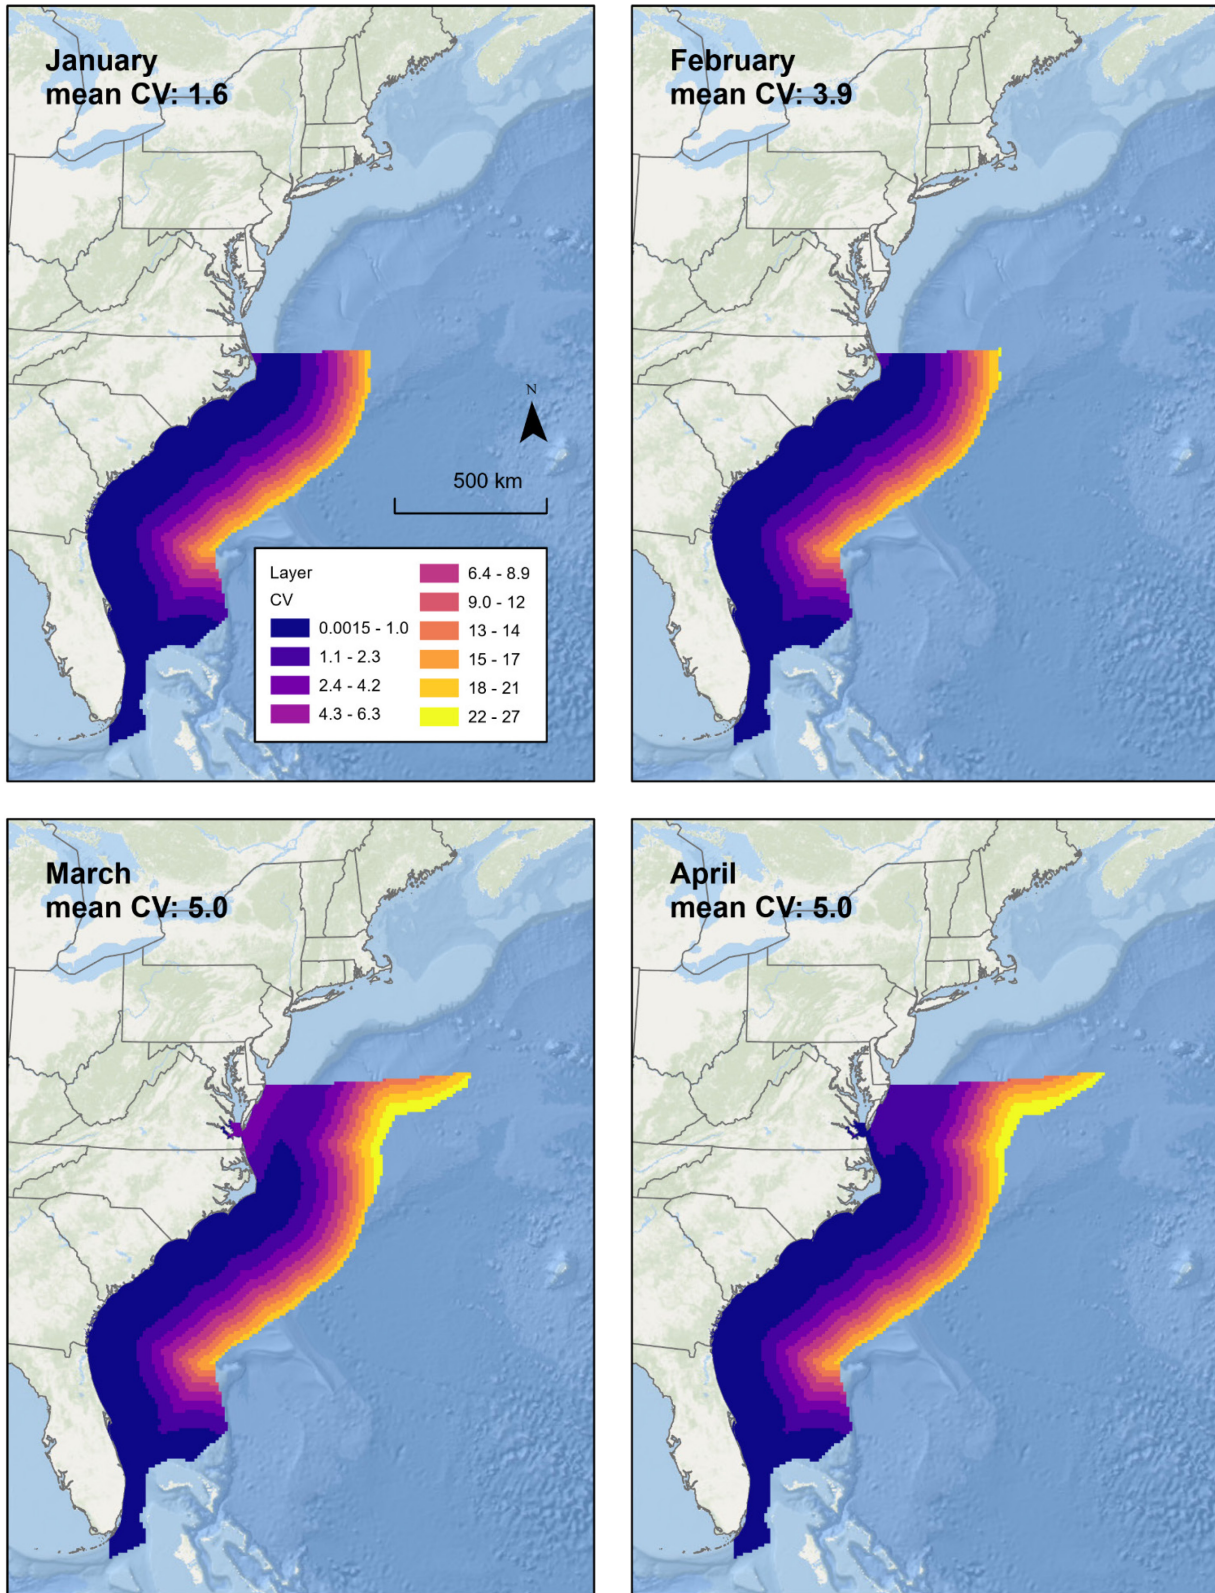 January
mean CV: 1.6
N
500 km
Layer
CV
0.0015 - 1.0
1.1 - 2.3
2.4 - 4.2
4.3 - 6.3
6.4 - 8.9
9.0 - 12
13 - 14
15 - 17
18 - 21
22 - 27
February
mean CV: 3.9
March
mean CV: 5.0
April
mean CV: 5.0